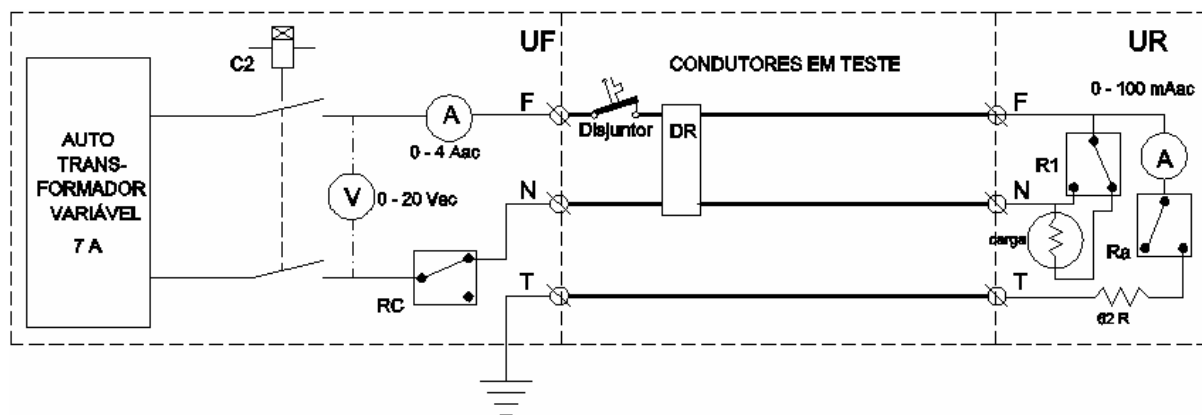 C2
UF
CONDUTORES EM TESTE
UR
0 - 100 mAac
F
A
0 - 4 Aac
Disjuntor
DR
F
R1
A
AUTO
TRANS-
FORMADOR
VARIÁVEL
7 A
V
0 - 20 Vac
N
N
carga
Ra
RC
T
T
62 R